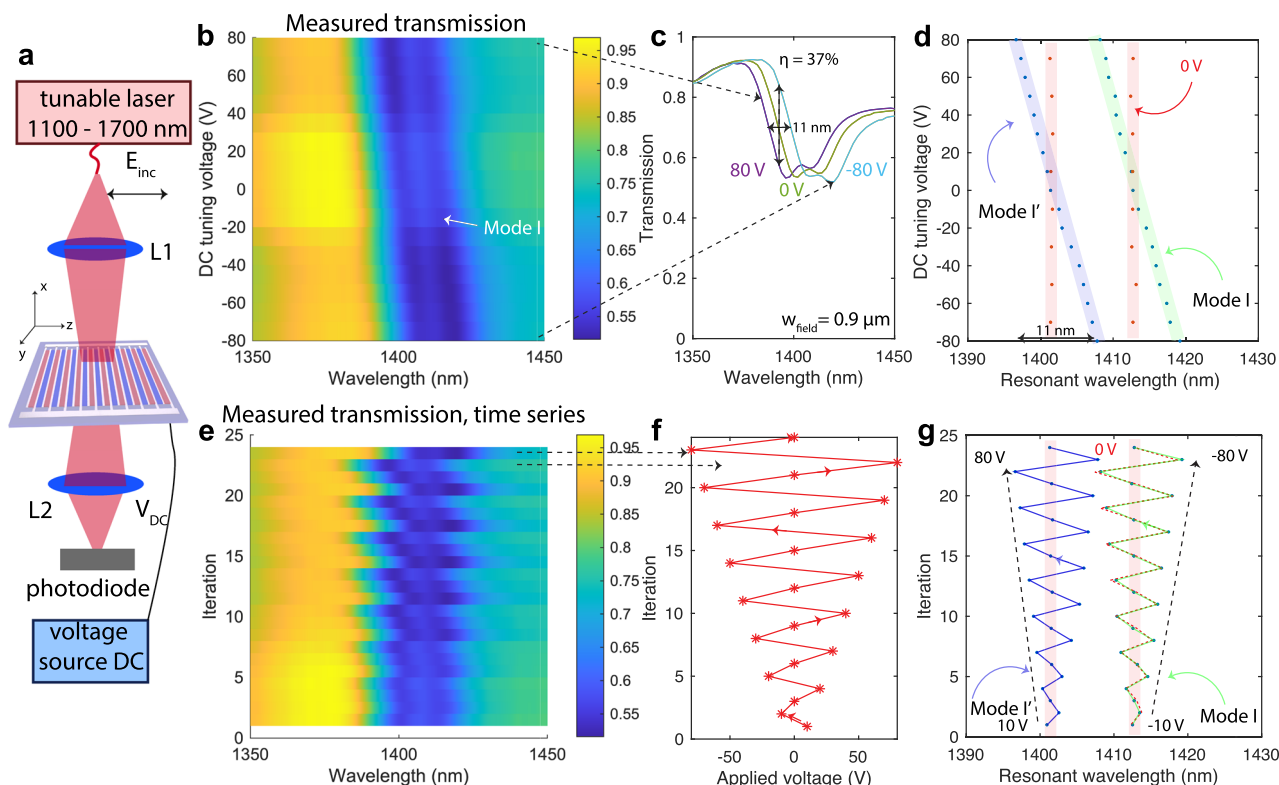 a
tunable laser
1100 - 1700 nm
E_inc
L1
x
z
y
L2
V_DC
photodiode
voltage
source DC
Measured transmission
b
DC tuning voltage (V)
80
60
40
20
0
-20
-40
-60
-80
Mode I
1350
1400
1450
Wavelength (nm)
0.95
0.9
0.85
0.8
0.75
0.7
0.65
0.6
0.55
c
Transmission
1
0.8
0.6
0.4
0.2
0
η = 37%
11 nm
80 V
0 V
-80 V
w_field = 0.9 μm
1350
1400
1450
Wavelength (nm)
d
DC tuning voltage (V)
80
60
40
20
0
-20
-40
-60
-80
0 V
Mode I'
Mode I
11 nm
1390
1400
1410
1420
1430
Resonant wavelength (nm)
Measured transmission, time series
e
Iteration
25
20
15
10
5
0
1350
1400
1450
Wavelength (nm)
0.95
0.9
0.85
0.8
0.75
0.7
0.65
0.6
0.55
f
Iteration
25
20
15
10
5
0
-50
0
50
Applied voltage (V)
g
Iteration
25
20
15
10
5
0
80 V
0 V
-80 V
Mode I'
10 V
-10 V
Mode I
1390
1400
1410
1420
1430
Resonant wavelength (nm)